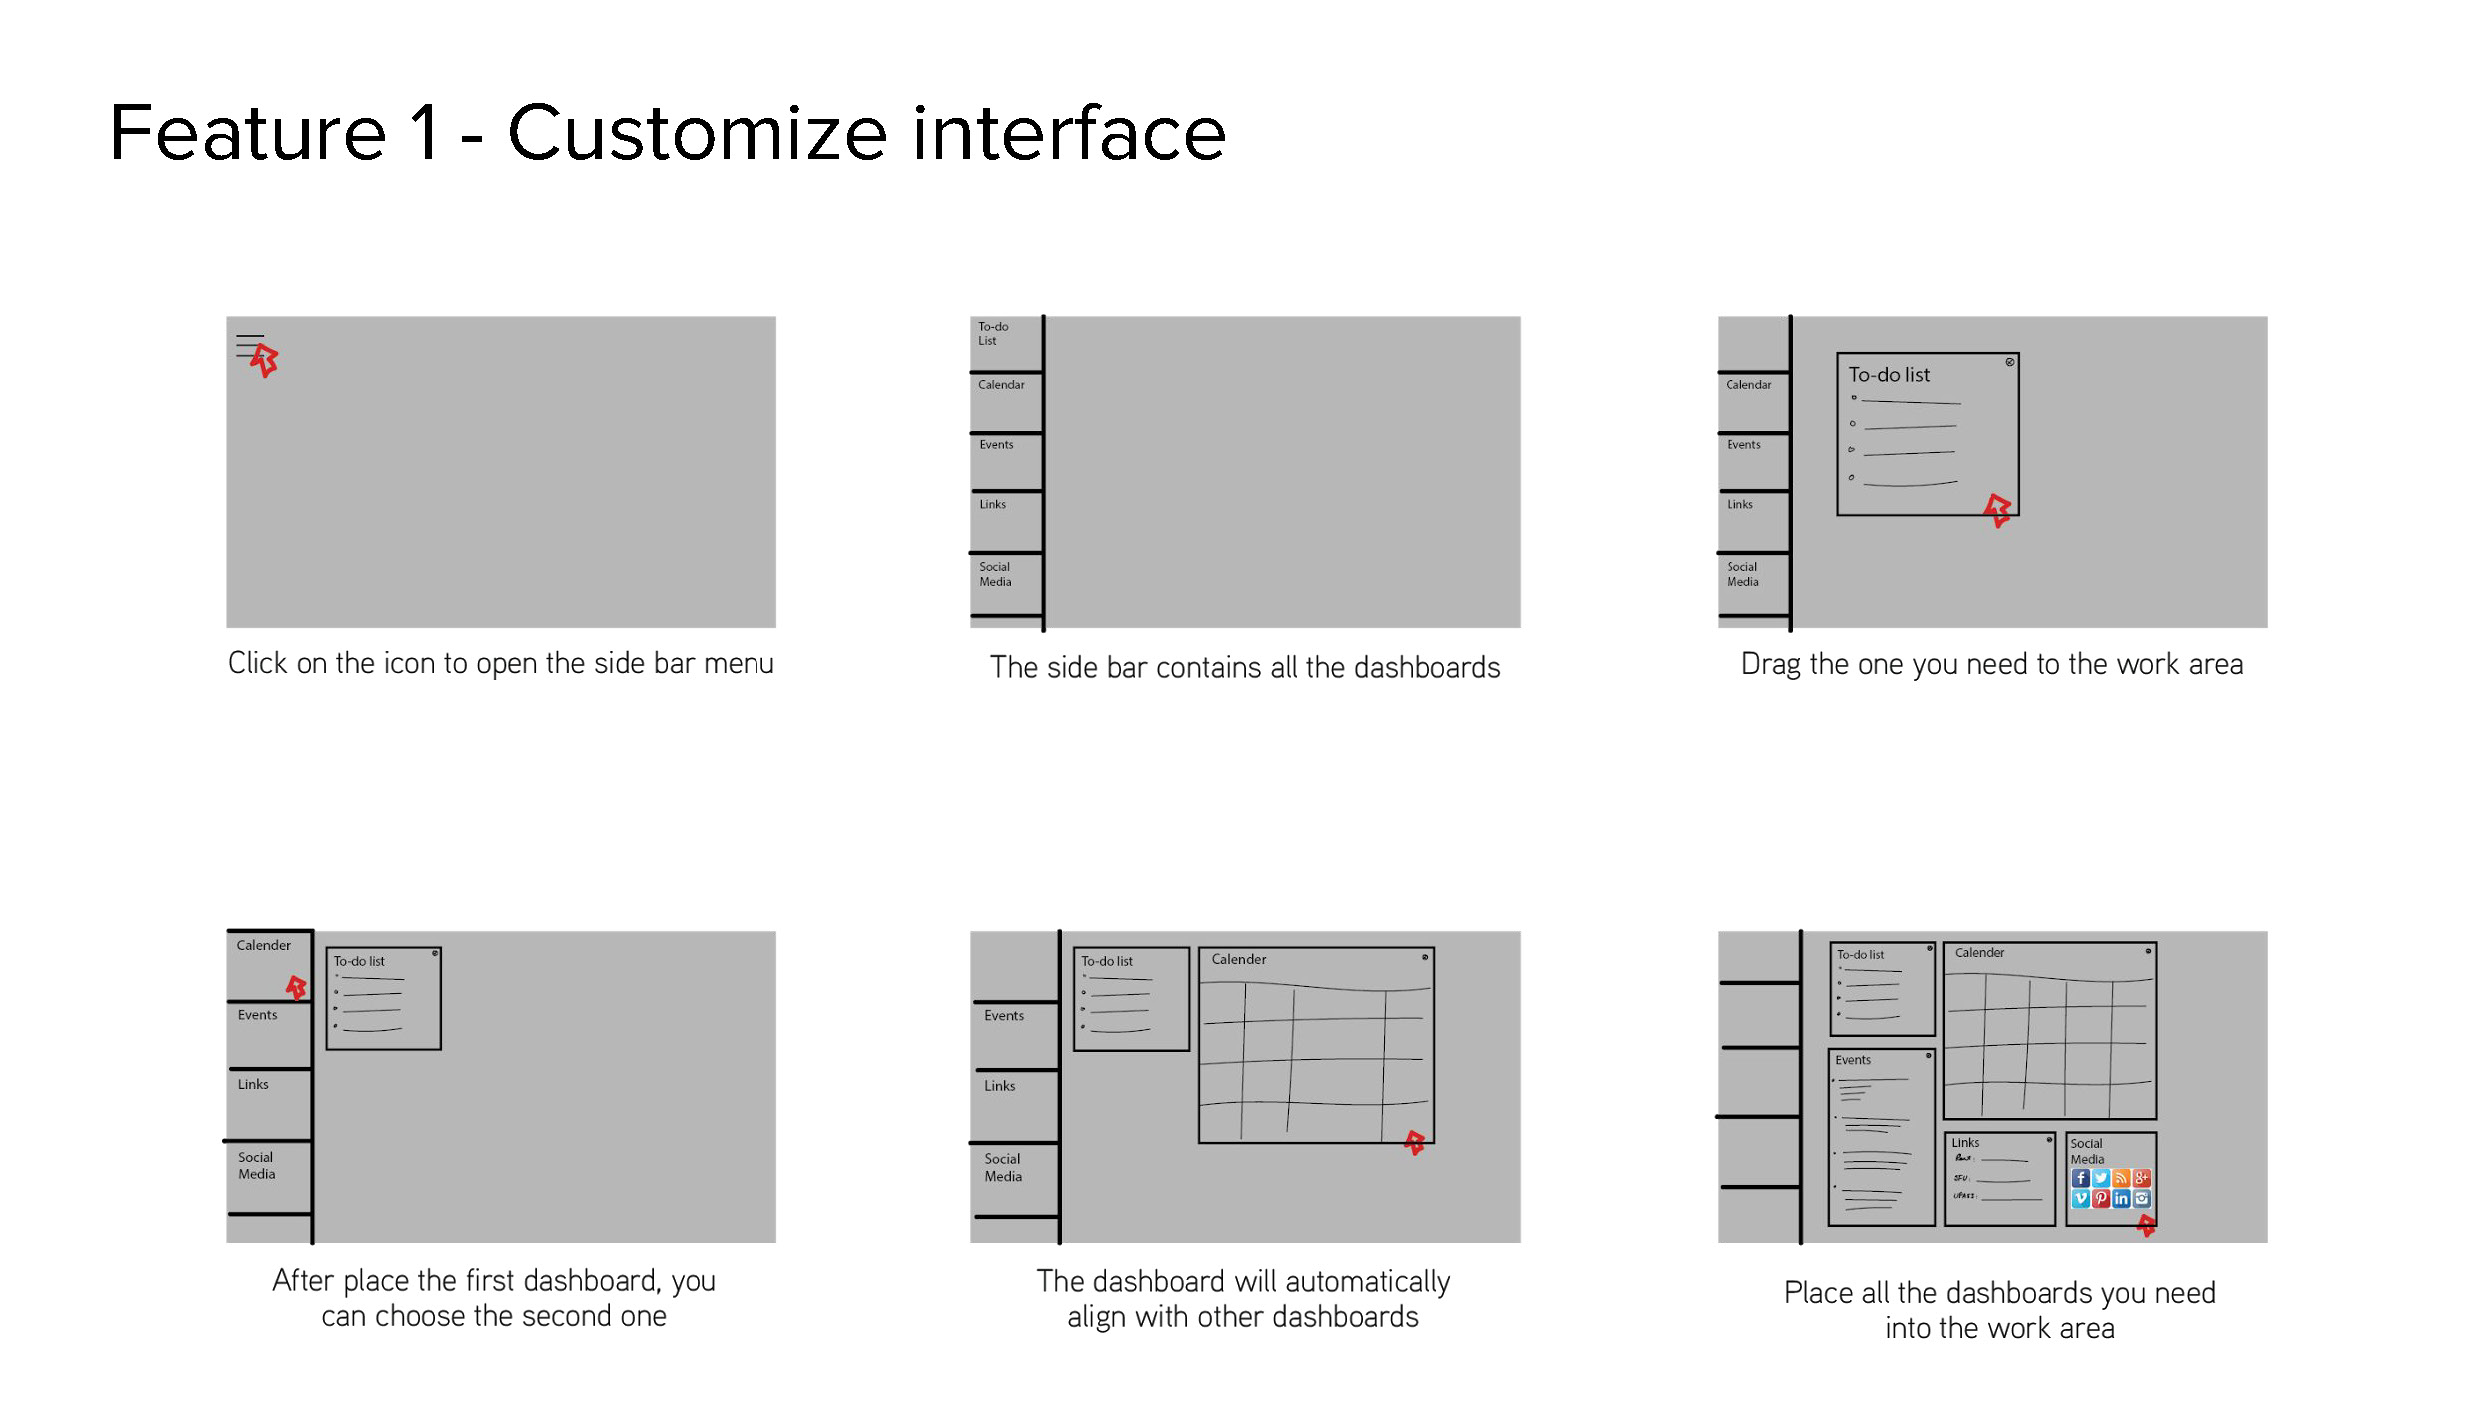 Feature 1 - Customize interface
To-do
List
Calendar
Events
Links
Social
Media
To-do list
Calendar
Events
Links
Social
Media
Click on the icon to open the side bar menu
The side bar contains all the dashboards
Drag the one you need to the work area
Calender
Events
Links
Social
Media
To-do list
Events
Links
Social
Media
To-do list
Calender
To-do list
Calender
Events
Links
SFU:
UPASS:
Social
Media
After place the first dashboard, you
can choose the second one
The dashboard will automatically
align with other dashboards
Place all the dashboards you need
into the work area